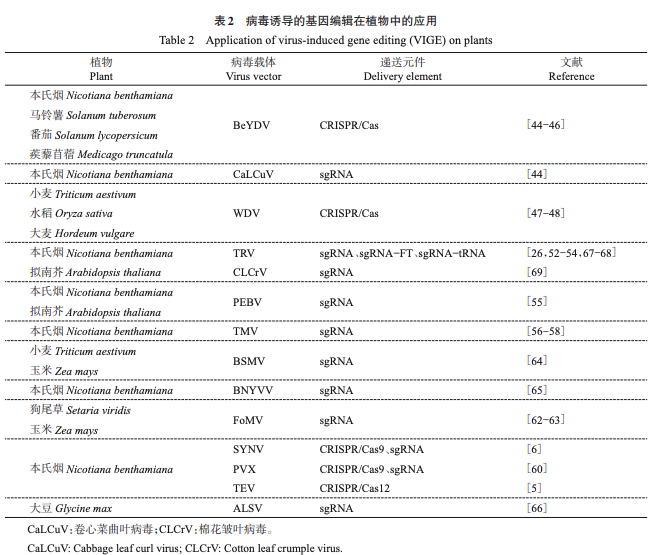 表 2 病毒诱导的基因编辑在植物中的应用
Table 2 Application of virus-induced gene editing (VIGE) on plants
植物 病毒载体 递送元件 文献
Plant Virus vector Delivery element Reference
本氏烟 Nicotiana benthamiana
马铃薯 Solanum tuberosum
BeYDV CRISPR/Cas [44-46]
番茄 Solanum lycopersicum
蒺藜苜蓿 Medicago truncatula
本氏烟 Nicotiana benthamiana CaLCuV sgRNA [44]
小麦 Triticum aestivum
水稻 Oryza sativa WDV CRISPR/Cas [47-48]
大麦 Hordeum vulgare
本氏烟 Nicotiana benthamiana TRV sgRNA、sgRNA-FT、sgRNA-tRNA [26,52-54,67-68]
拟南芥 Arabidopsis thaliana CLCrV sgRNA [69]
本氏烟 Nicotiana benthamiana
PEBV sgRNA [55]
拟南芥 Arabidopsis thaliana
本氏烟 Nicotiana benthamiana TMV sgRNA [56-58]
小麦 Triticum aestivum
BSMV sgRNA [64]
玉米 Zea mays
本氏烟 Nicotiana benthamiana BNYVV sgRNA [65]
狗尾草 Setaria viridis
FoMV sgRNA [62-63]
玉米 Zea mays
SYNV CRISPR/Cas9、sgRNA [6]
本氏烟 Nicotiana benthamiana PVX CRISPR/Cas9、sgRNA [60]
TEV CRISPR/Cas12 [5]
大豆 Glycine max ALSV sgRNA [66]
CaLCuV:卷心菜曲叶病毒;CLCrV:棉花皱叶病毒。
CaLCuV: Cabbage leaf curl virus; CLCrV: Cotton leaf crumple virus.